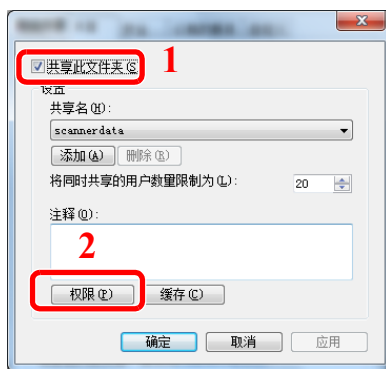 共享此文件夹(S
1
设置
共享名(H):
scannerdata
添加(A) 删除(R)
将同时共享的用户数量限制为(L): 20
注释(O):
2
权限(P) 缓存(C)
确定 取消 应用